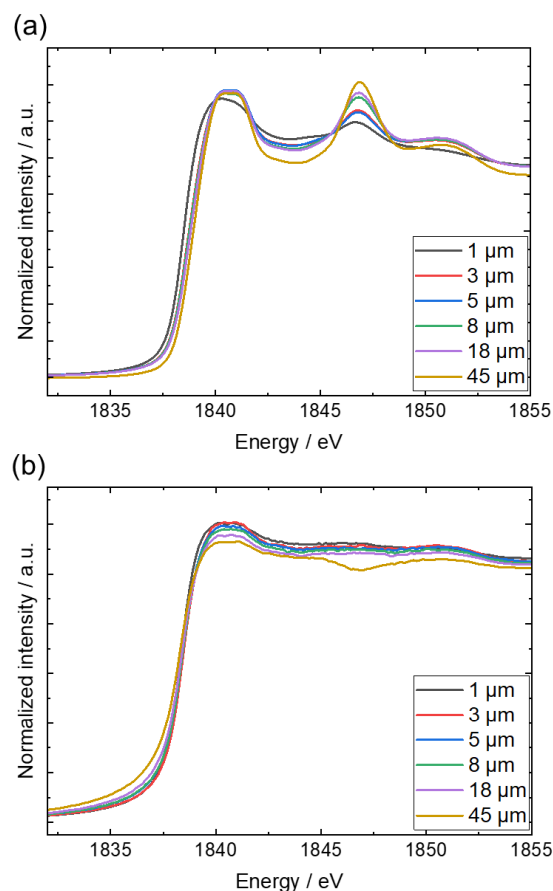 (a)
Normalized intensity / a.u.
1 µm
3 µm
5 µm
8 µm
18 µm
45 µm
1835
1840
1845
1850
1855
Energy / eV
(b)
Normalized intensity / a.u.
1 µm
3 µm
5 µm
8 µm
18 µm
45 µm
1835
1840
1845
1850
1855
Energy / eV